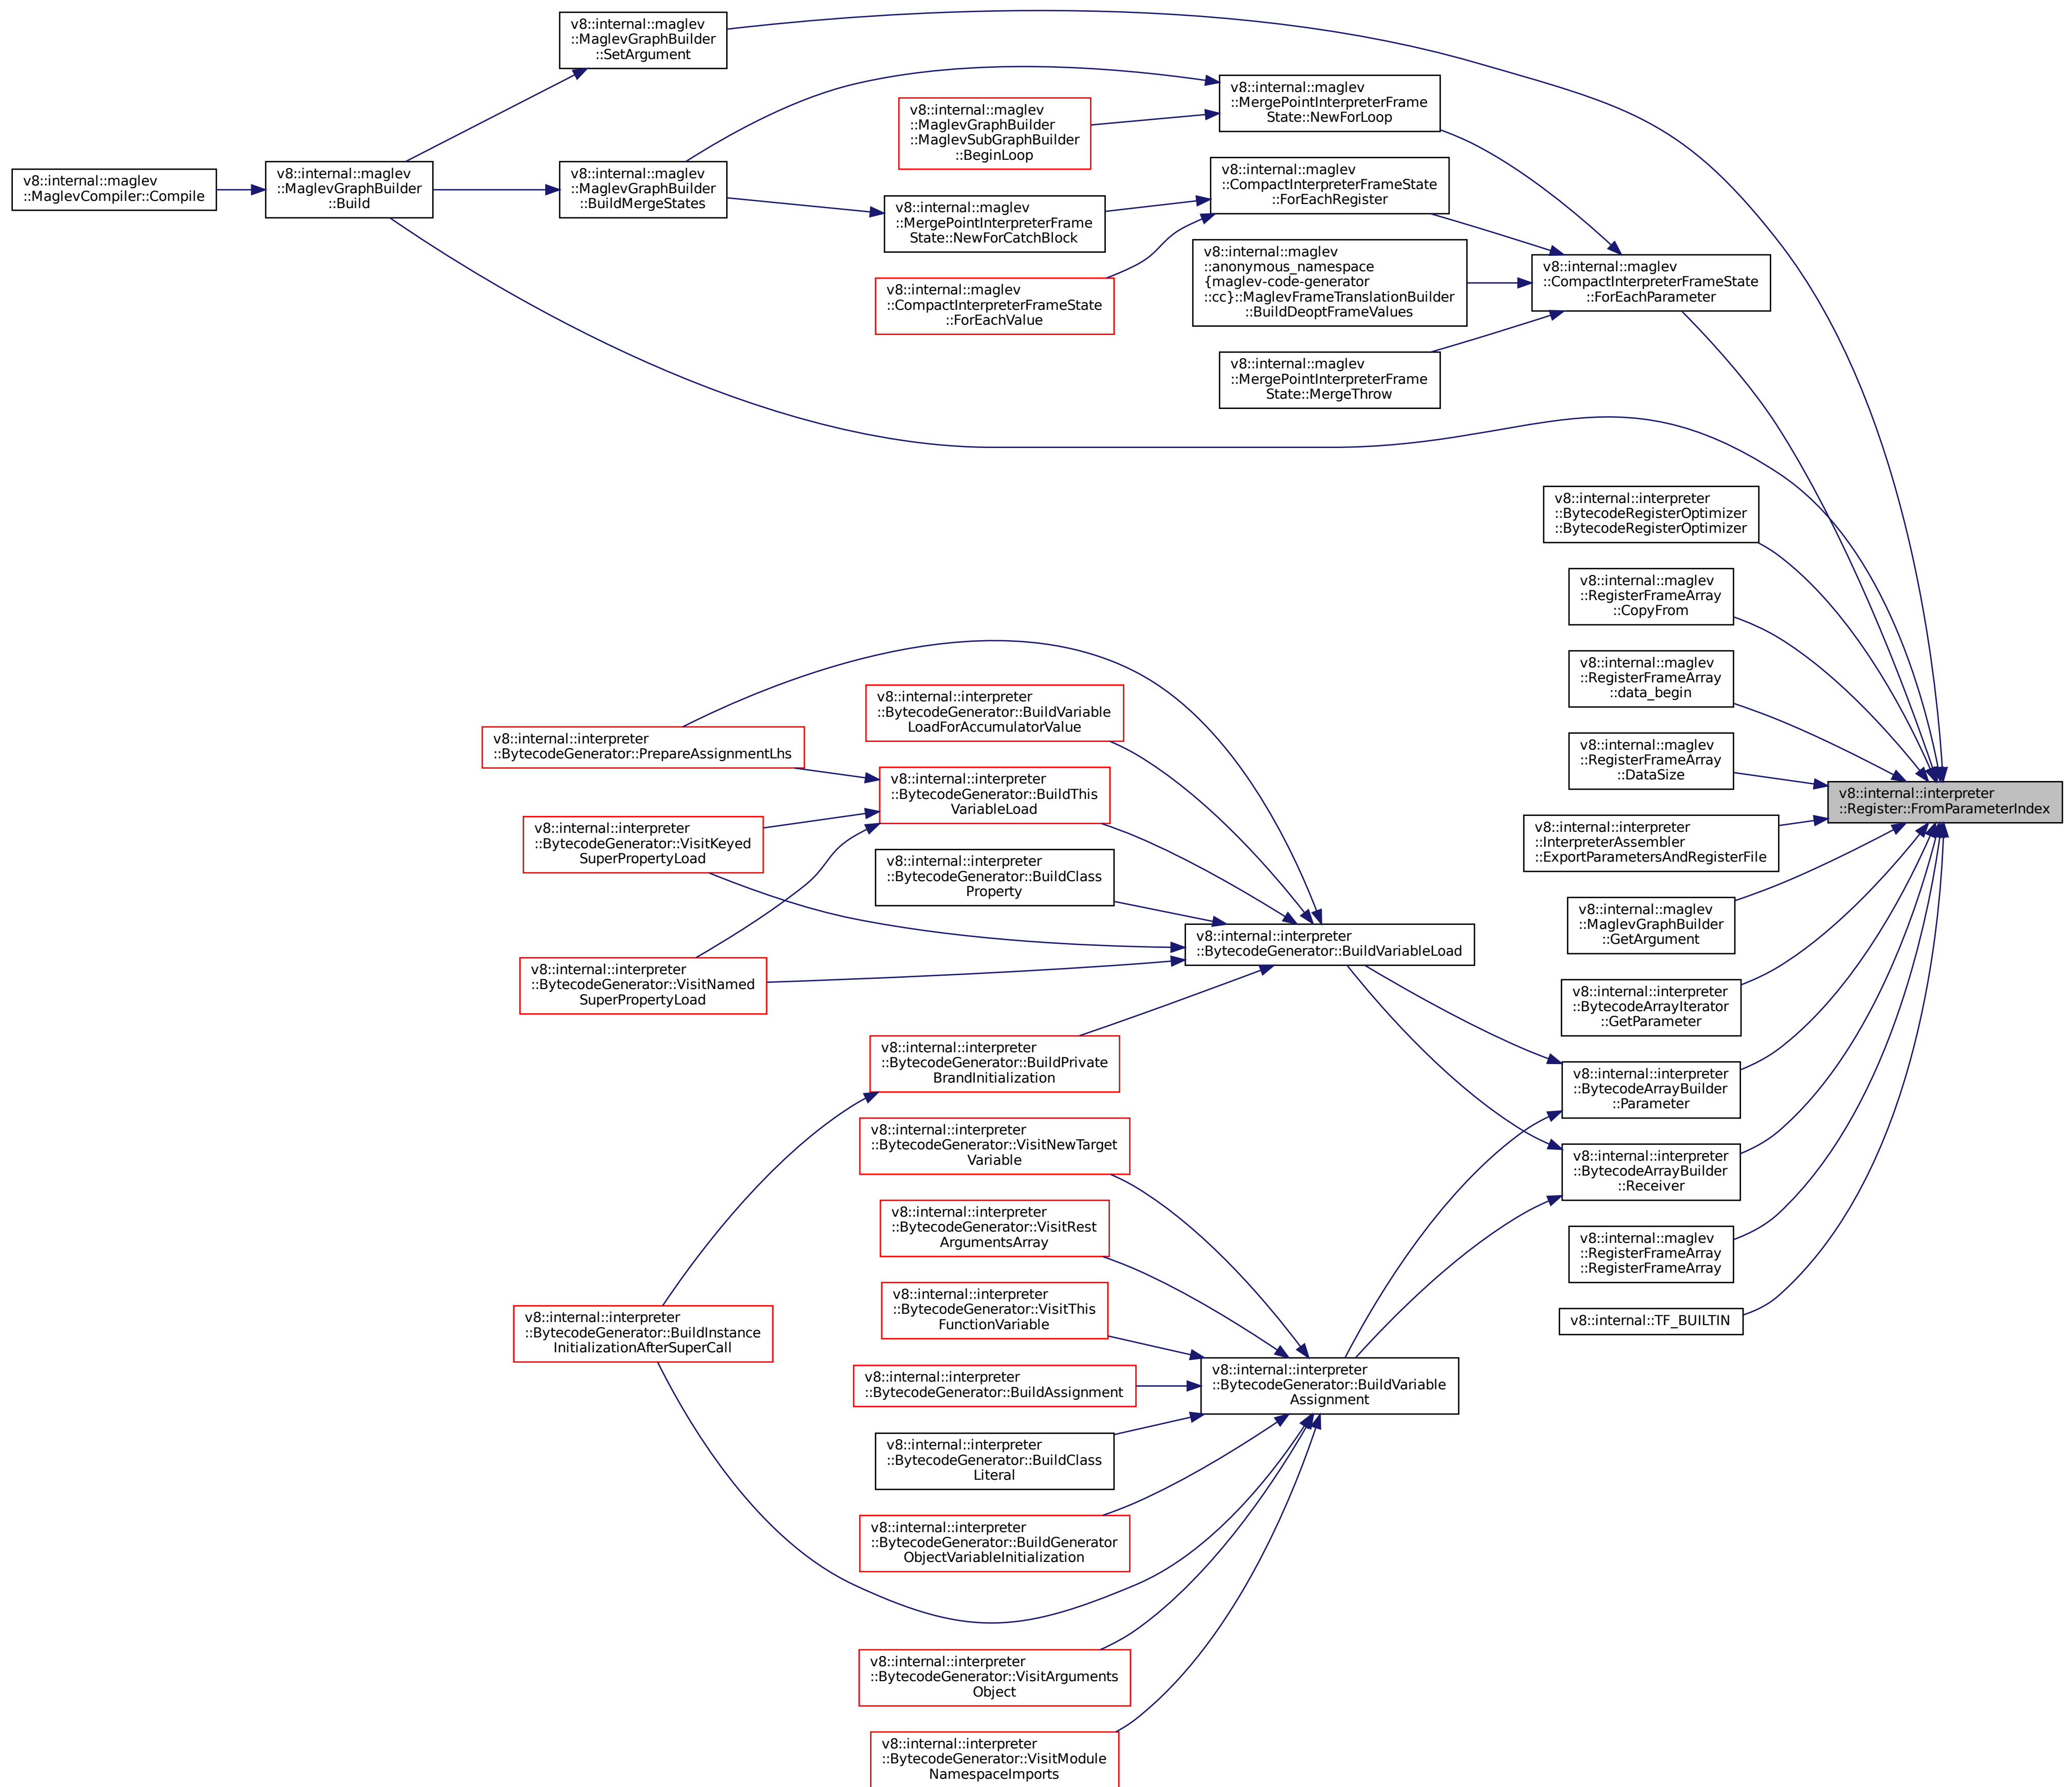 v8::internal::maglev
::MaglevGraphBuilder
::SetArgument
v8::internal::maglev
::MergePointInterpreterFrame
State::NewForLoop
v8::internal::maglev
::MaglevGraphBuilder
::MaglevSubGraphBuilder
::BeginLoop
v8::internal::maglev
::MaglevCompiler::Compile
v8::internal::maglev
::MaglevGraphBuilder
::Build
v8::internal::maglev
::MaglevGraphBuilder
::BuildMergeStates
v8::internal::maglev
::CompactInterpreterFrameState
::ForEachRegister
v8::internal::maglev
::MergePointInterpreterFrame
State::NewForCatchBlock
v8::internal::maglev
::anonymous_namespace
{maglev-code-generator
::cc}::MaglevFrameTranslationBuilder
::BuildDeoptFrameValues
v8::internal::maglev
::CompactInterpreterFrameState
::ForEachParameter
v8::internal::maglev
::CompactInterpreterFrameState
::ForEachValue
v8::internal::maglev
::MergePointInterpreterFrame
State::MergeThrow
v8::internal::interpreter
::BytecodeRegisterOptimizer
::BytecodeRegisterOptimizer
v8::internal::maglev
::RegisterFrameArray
::CopyFrom
v8::internal::maglev
::RegisterFrameArray
::data_begin
v8::internal::interpreter
::BytecodeGenerator::BuildVariable
LoadForAccumulatorValue
v8::internal::interpreter
::BytecodeGenerator::PrepareAssignmentLhs
v8::internal::maglev
::RegisterFrameArray
::DataSize
v8::internal::interpreter
::BytecodeGenerator::BuildThis
VariableLoad
v8::internal::interpreter
::Register::FromParameterIndex
v8::internal::interpreter
::BytecodeGenerator::VisitKeyed
SuperPropertyLoad
v8::internal::interpreter
::InterpreterAssembler
::ExportParametersAndRegisterFile
v8::internal::interpreter
::BytecodeGenerator::BuildClass
Property
v8::internal::maglev
::MaglevGraphBuilder
::GetArgument
v8::internal::interpreter
::BytecodeGenerator::BuildVariableLoad
v8::internal::interpreter
::BytecodeGenerator::VisitNamed
SuperPropertyLoad
v8::internal::interpreter
::BytecodeArrayIterator
::GetParameter
v8::internal::interpreter
::BytecodeGenerator::BuildPrivate
BrandInitialization
v8::internal::interpreter
::BytecodeArrayBuilder
::Parameter
v8::internal::interpreter
::BytecodeGenerator::VisitNewTarget
Variable
v8::internal::interpreter
::BytecodeArrayBuilder
::Receiver
v8::internal::interpreter
::BytecodeGenerator::VisitRest
ArgumentsArray
v8::internal::maglev
::RegisterFrameArray
::RegisterFrameArray
v8::internal::interpreter
::BytecodeGenerator::VisitThis
FunctionVariable
v8::internal::interpreter
::BytecodeGenerator::BuildInstance
InitializationAfterSuperCall
v8::internal::TF_BUILTIN
v8::internal::interpreter
::BytecodeGenerator::BuildVariable
Assignment
v8::internal::interpreter
::BytecodeGenerator::BuildAssignment
v8::internal::interpreter
::BytecodeGenerator::BuildClass
Literal
v8::internal::interpreter
::BytecodeGenerator::BuildGenerator
ObjectVariableInitialization
v8::internal::interpreter
::BytecodeGenerator::VisitArguments
Object
v8::internal::interpreter
::BytecodeGenerator::VisitModule
NamespaceImports